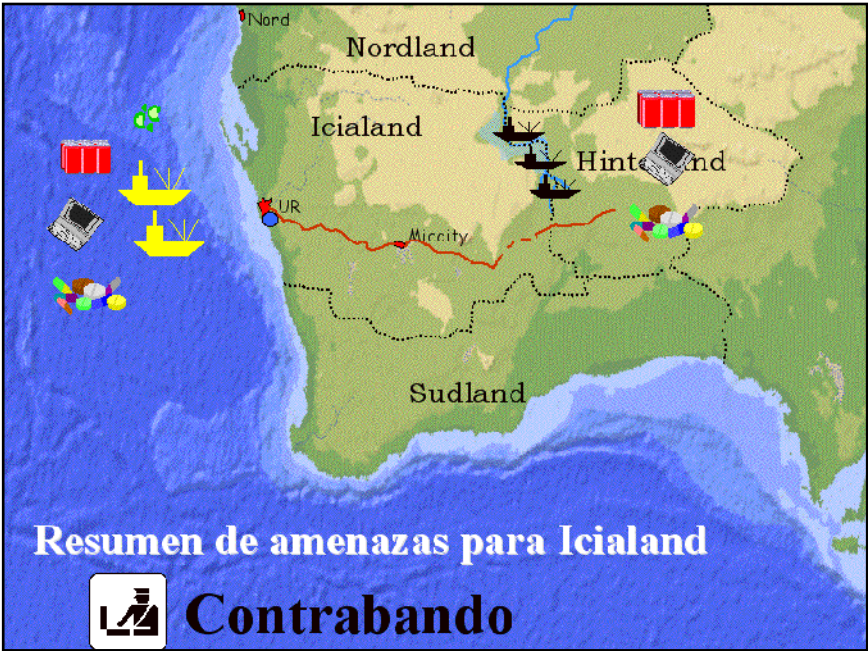 Nord
Nordland
Icialand
Hinterland
UR
Miccity
Sudland
Resumen de amenazas para Icialand
Contrabando